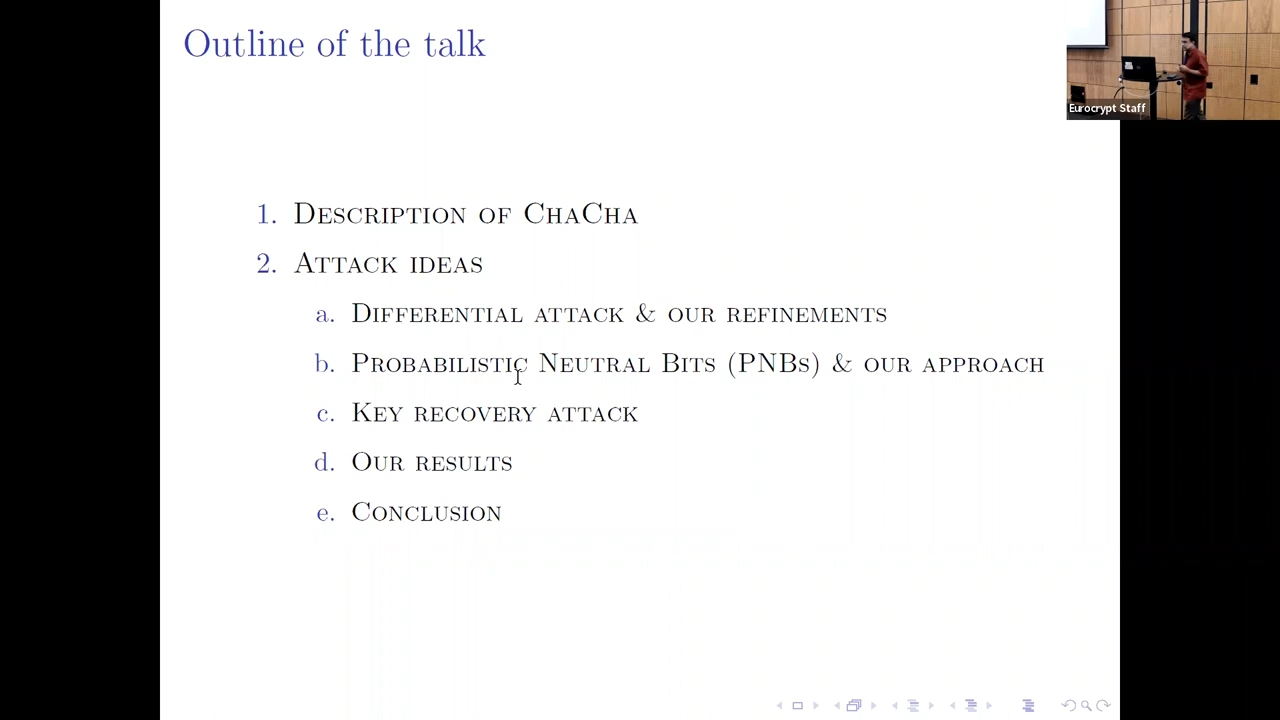 Outline of the talk
Eurocrypt Staff
1. Description of ChaCha
2. Attack ideas
a. Differential attack & our refinements
b. Probabilistic Neutral Bits (PNBs) & our approach
c. Key recovery attack
d. Our results
e. Conclusion